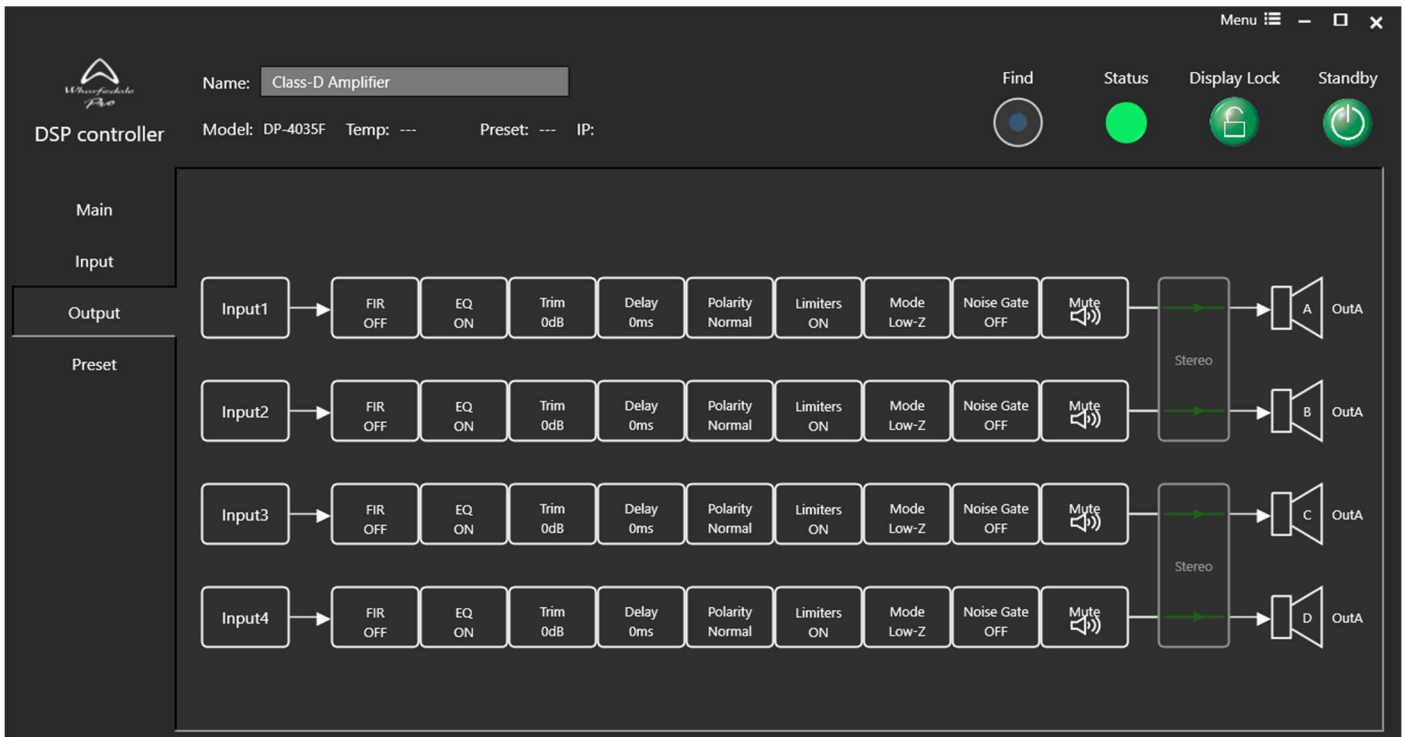 Menu
Wharfedale
Pro
DSP controller
Name: Class-D Amplifier
Model: DP-4035F Temp: --- Preset: --- IP:
Find Status Display Lock Standby
Main
Input
Output
Preset
Input1 FIR OFF EQ ON Trim 0dB Delay 0ms Polarity Normal Limiters ON Mode Low-Z Noise Gate OFF Mute A OutA
Stereo
Input2 FIR OFF EQ ON Trim 0dB Delay 0ms Polarity Normal Limiters ON Mode Low-Z Noise Gate OFF Mute B OutA
Input3 FIR OFF EQ ON Trim 0dB Delay 0ms Polarity Normal Limiters ON Mode Low-Z Noise Gate OFF Mute C OutA
Stereo
Input4 FIR OFF EQ ON Trim 0dB Delay 0ms Polarity Normal Limiters ON Mode Low-Z Noise Gate OFF Mute D OutA